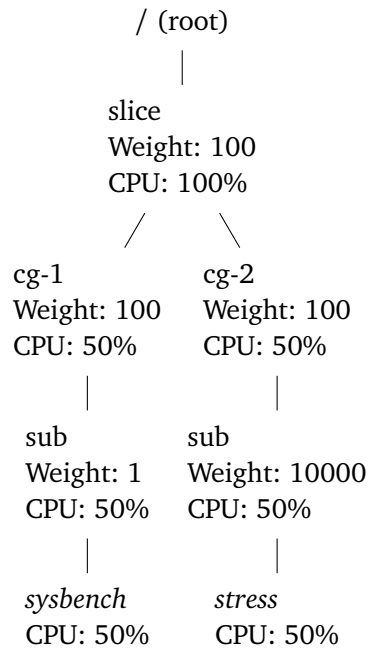 / (root)
slice
Weight: 100
CPU: 100%
cg-1
Weight: 100
CPU: 50%
cg-2
Weight: 100
CPU: 50%
sub
Weight: 1
CPU: 50%
sub
Weight: 10000
CPU: 50%
sysbench
CPU: 50%
stress
CPU: 50%